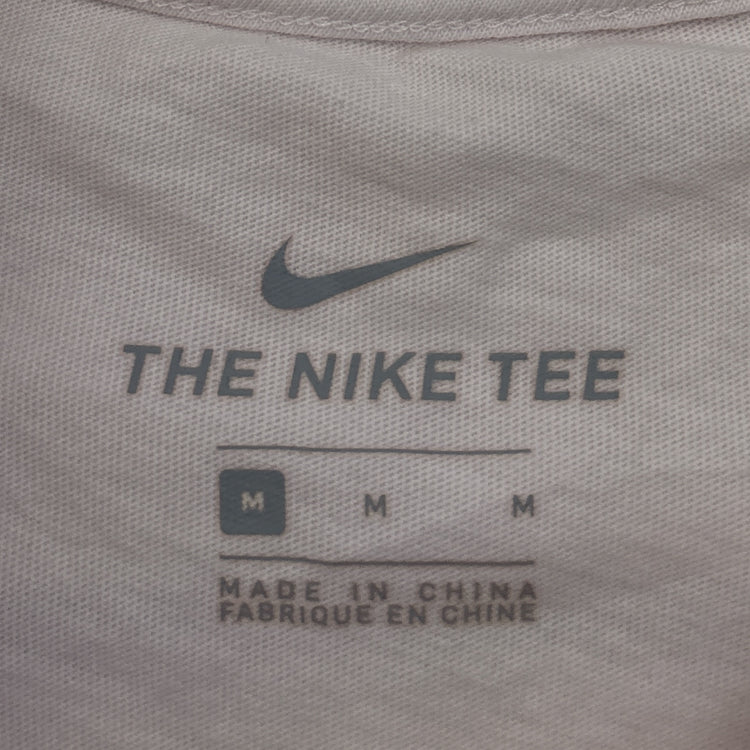 THE NIKE TEE
M M M
MADE IN CHINA
FABRIQUE EN CHINE